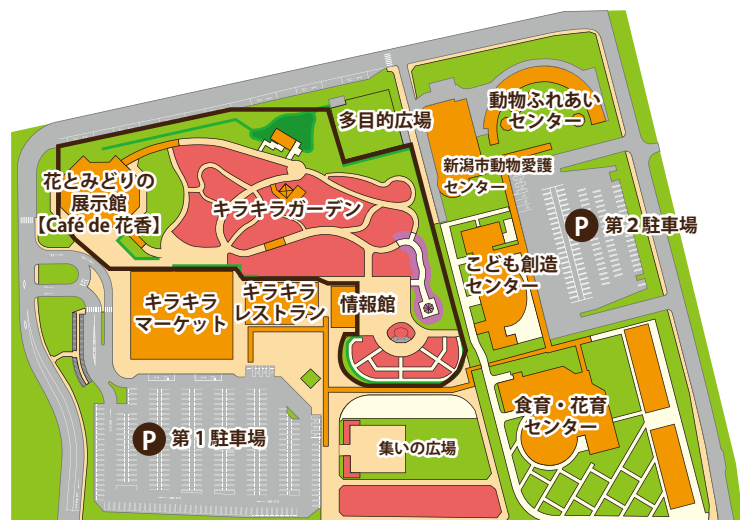 多目的広場
動物ふれあい
センター
新潟市動物愛護
センター
花とみどりの
展示館
【Café de 花香】
キラキラガーデン
P 第2駐車場
こども創造
センター
キラキラ
マーケット
キラキラ
レストラン
情報館
食育・花育
センター
P 第1駐車場
集いの広場